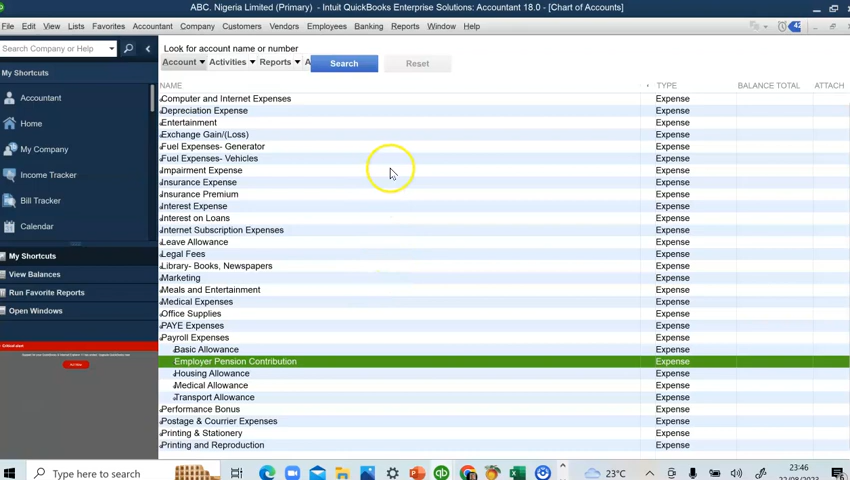 ABC. Nigeria Limited (Primary) - Intuit QuickBooks Enterprise Solutions: Accountant 18.0 - [Chart of Accounts]
File Edit View Lists Favorites Accountant Company Customers Vendors Employees Banking Reports Window Help
Search Company or Help
Look for account name or number
Account Activities Reports A Search Reset
My Shortcuts
Accountant
Home
My Company
Income Tracker
Bill Tracker
Calendar
My Shortcuts
View Balances
Run Favorite Reports
Open Windows
NAME TYPE BALANCE TOTAL ATTACH
Computer and Internet Expenses Expense
Depreciation Expense Expense
Entertainment Expense
Exchange Gain/(Loss) Expense
Fuel Expenses- Generator Expense
Fuel Expenses- Vehicles Expense
Impairment Expense Expense
Insurance Expense Expense
Insurance Premium Expense
Interest Expense Expense
Interest on Loans Expense
Internet Subscription Expenses Expense
Leave Allowance Expense
Legal Fees Expense
Library- Books, Newspapers Expense
Marketing Expense
Meals and Entertainment Expense
Medical Expenses Expense
Office Supplies Expense
PAYE Expenses Expense
Payroll Expenses Expense
Basic Allowance Expense
Employer Pension Contribution Expense
Housing Allowance Expense
Medical Allowance Expense
Transport Allowance Expense
Performance Bonus Expense
Postage & Courrier Expenses Expense
Printing & Stationery Expense
Printing and Reproduction Expense
Type here to search
23°C
23:46
22/08/2023